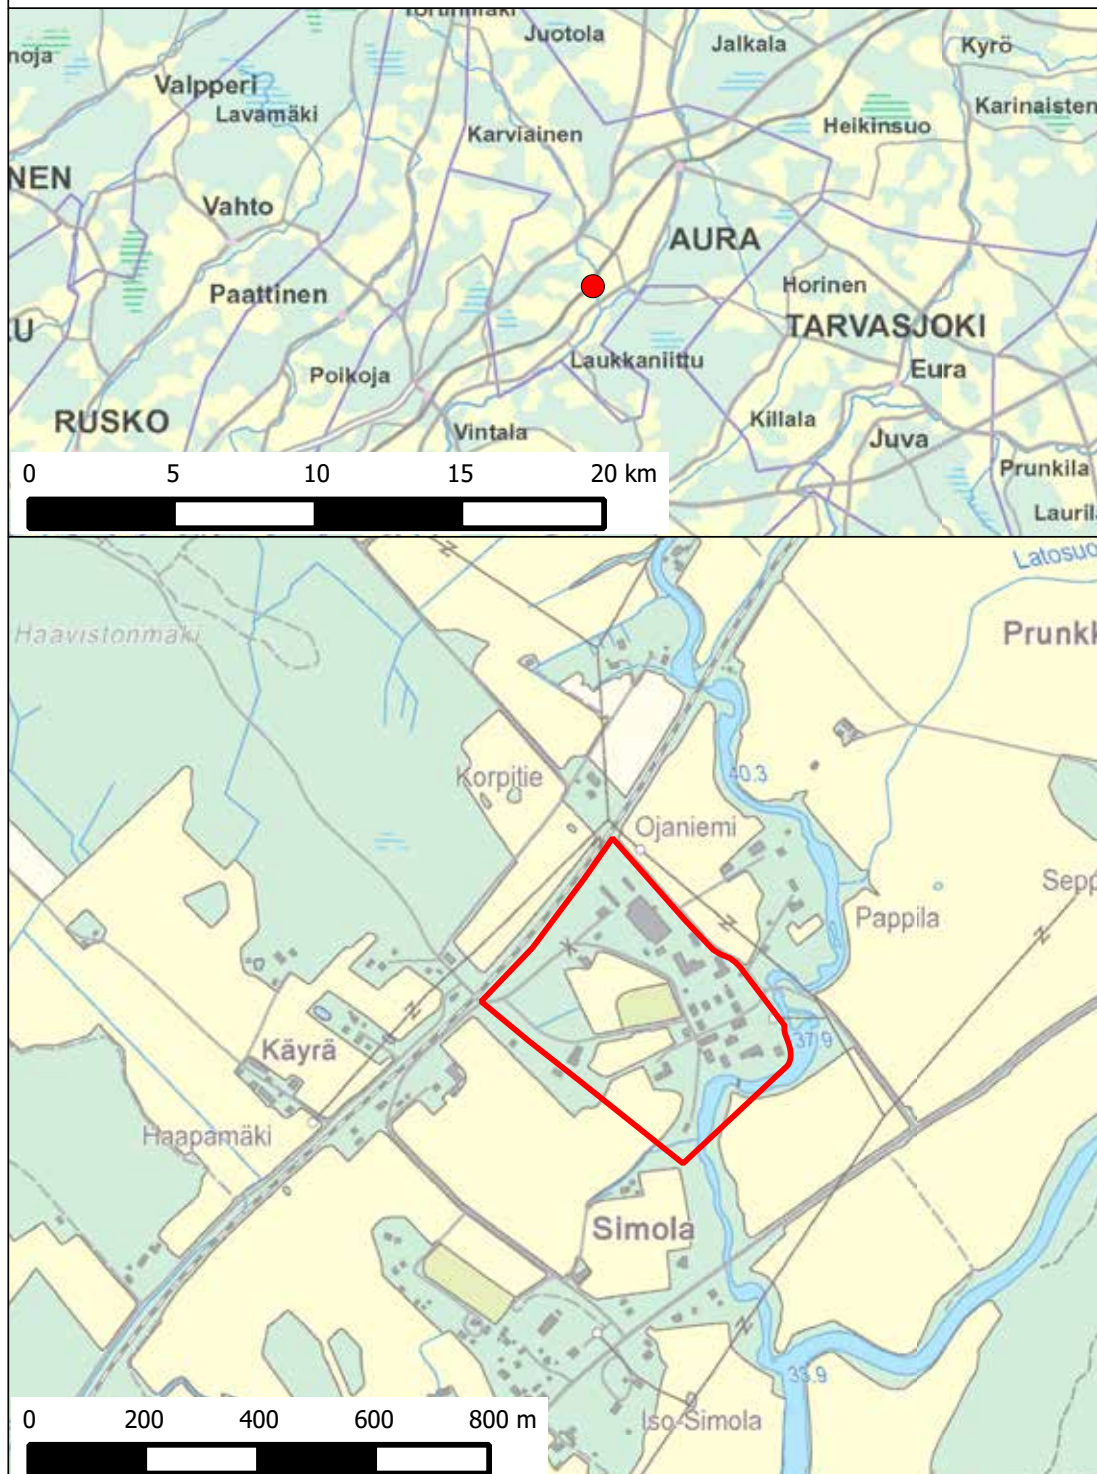 Juotola
Jalkala
Kyrö
noja
Valpperi
Lavamäki
Karinaisten
Karviainen
Heikinsuo
NEN
Vahto
AURA
Paattinen
Horinen
TARVASJOKI
U
Laukkaniittu
Eura
Poikoja
RUSKO
Killala
Vintala
Juva
Prunkila
0 5 10 15 20 km
Lauril
Latosuo
Haavistonmäki
Prunkk
Korpitie
40.3
Ojaniemi
Sepp
Pappila
37.9
Käyrä
Haapamäki
Simola
33.9
Iso-Simola
0 200 400 600 800 m